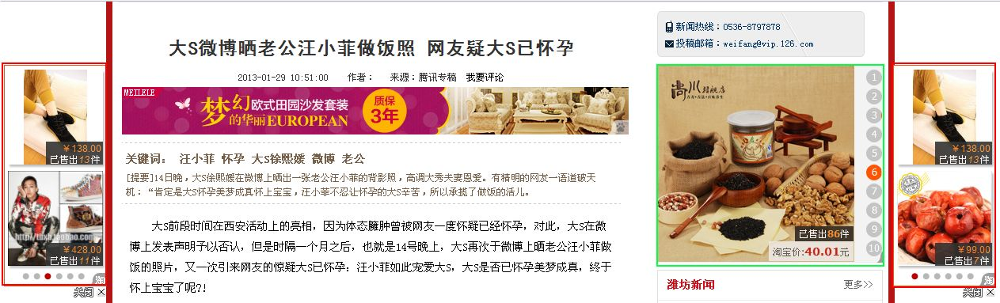 ￥138.00
已售出13件
http://tbxb.taobao.com
￥428.00
已售出11件
淘
关闭 ×
大S微博晒老公汪小菲做饭照 网友疑大S已怀孕
2013-01-29 10:51:00 作者： 来源：腾讯专稿 我要评论
MEILELE
梦幻的华丽
欧式田园沙发套装
EUROPEAN
质保
3年
关键词： 汪小菲 怀孕 大S徐熙媛 微博 老公
[提要]14日晚，大S徐熙媛在微博上晒出一张老公汪小菲的背影照，高调大秀夫妻恩爱。有精明的网友一语道破天
机：“肯定是大S怀孕美梦成真怀上宝宝，汪小菲不忍让怀孕的大S辛苦，所以承揽了做饭的活儿。
大S前段时间在西安活动上的亮相，因为体态臃肿曾被网友一度怀疑已经怀孕，对此，大S在微
博上发表声明予以否认，但是时隔一个月之后，也就是14号晚上，大S再次于微博上晒老公做
饭的照片，又一次引来网友的惊疑大S已怀孕：汪小菲如此宠爱大S，大S是否已怀孕美梦成真，终于
怀上宝宝了呢?!
新闻热线：0536-8797878
投稿邮箱：weifang@vip.126.com
尚川 超舰店
1
2
3
4
5
6
7
8
9
10
已售出86件
淘宝价:40.01元
潍坊新闻 更多>>
￥138.00
已售出13件
￥99.00
已售出7件
淘
关闭 ×